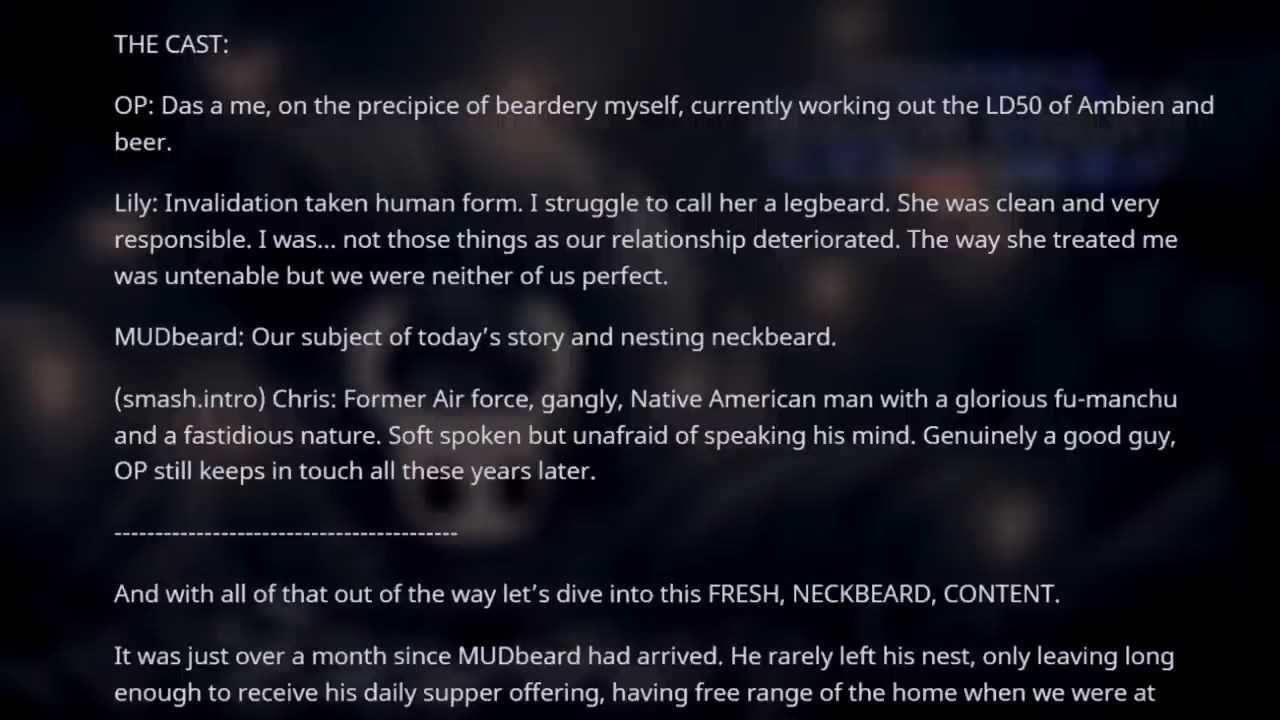 THE CAST:
OP: Das a me, on the precipice of beardery myself, currently working out the LD50 of Ambien and
beer.
Lily: Invalidation taken human form. I struggle to call her a legbeard. She was clean and very
responsible. I was... not those things as our relationship deteriorated. The way she treated me
was untenable but we were neither of us perfect.
MUDbeard: Our subject of today’s story and nesting neckbeard.
(smash.intro) Chris: Former Air force, gangly, Native American man with a glorious fu-manchu
and a fastidious nature. Soft spoken but unafraid of speaking his mind. Genuinely a good guy,
OP still keeps in touch all these years later.
-------------------------------------------
And with all of that out of the way let’s dive into this FRESH, NECKBEARD, CONTENT.
It was just over a month since MUDbeard had arrived. He rarely left his nest, only leaving long
enough to receive his daily supper offering, having free range of the home when we were at